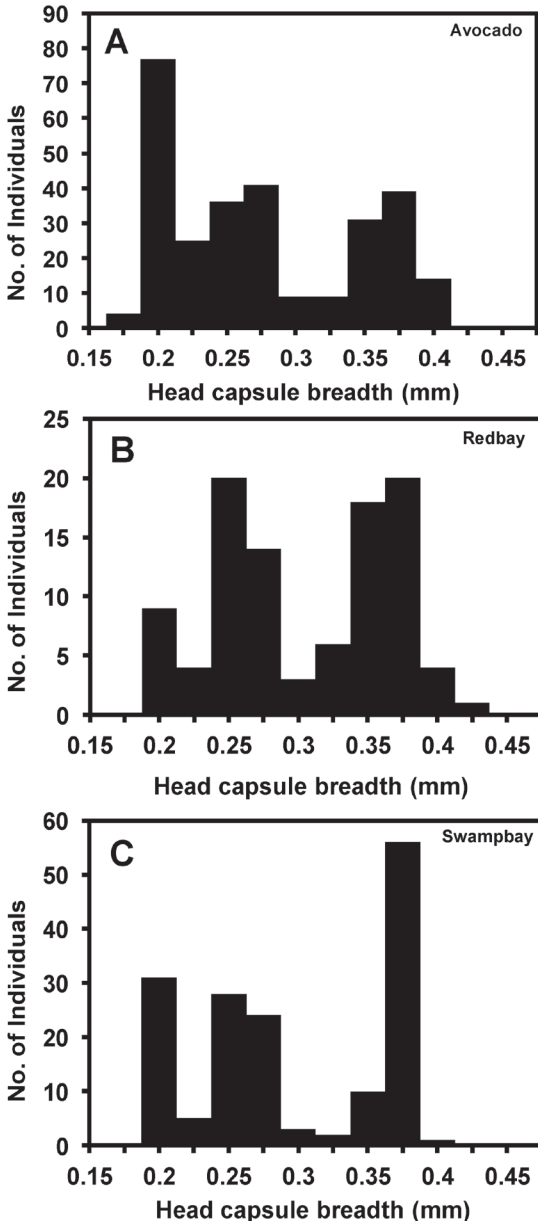 A
Avocado
No. of Individuals
90
80
70
60
50
40
30
20
10
0
0.15 0.2 0.25 0.3 0.35 0.4 0.45
Head capsule breadth (mm)
B
Redbay
No. of Individuals
25
20
15
10
5
0
0.15 0.2 0.25 0.3 0.35 0.4 0.45
Head capsule breadth (mm)
C
Swampbay
No. of Individuals
60
50
40
30
20
10
0
0.15 0.2 0.25 0.3 0.35 0.4 0.45
Head capsule breadth (mm)